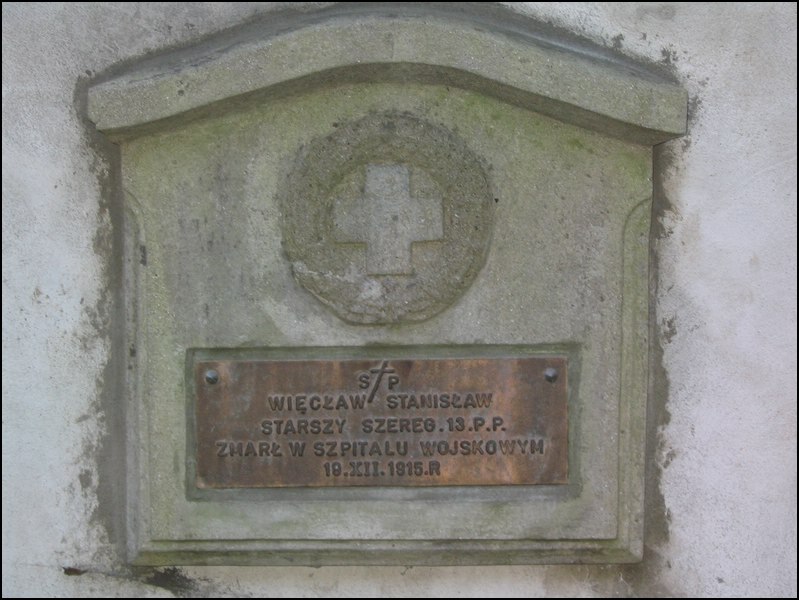 S†P
WIĘCŁAW STANISŁAW
STARSZY SZEREG.13.P.P.
ZMARŁ W SZPITALU WOJSKOWYM
19.XII.1915.R